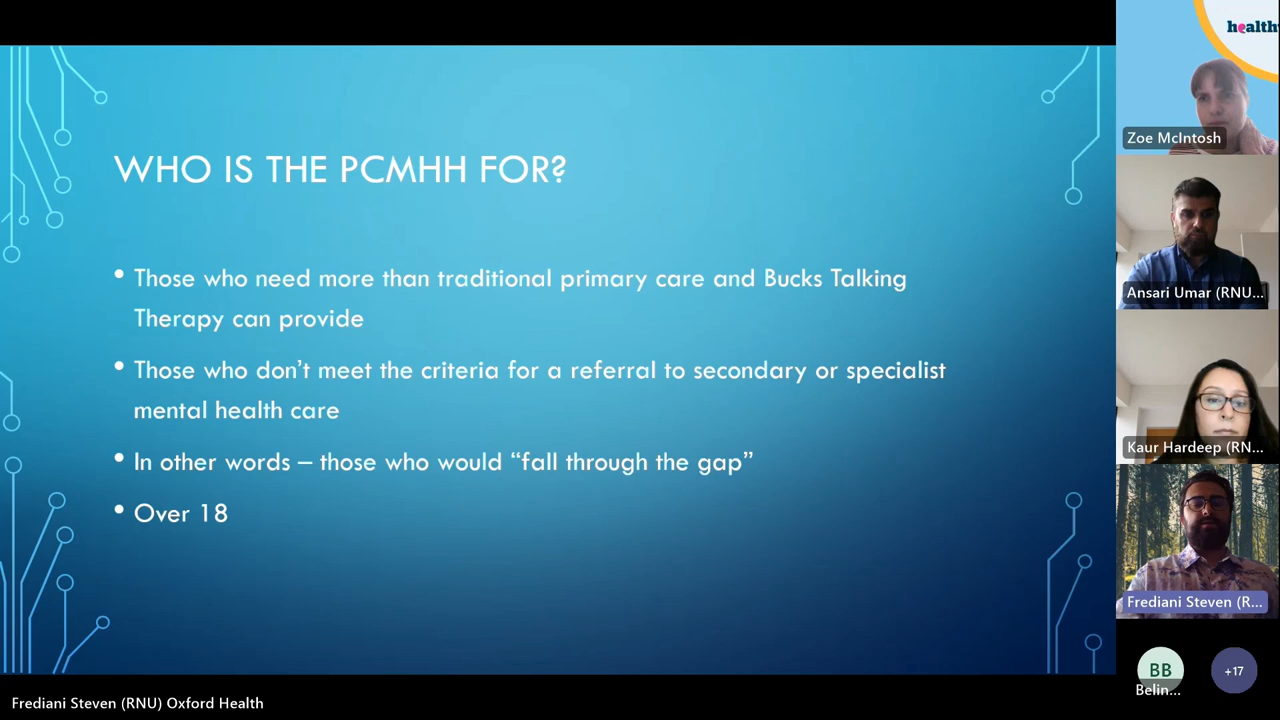 WHO IS THE PCMHH FOR?
• Those who need more than traditional primary care and Bucks Talking
Therapy can provide
• Those who don’t meet the criteria for a referral to secondary or specialist
mental health care
• In other words – those who would “fall through the gap”
• Over 18
health
Zoe McIntosh
Ansari Umar (RNU...
Kaur Hardeep (RN...
Frediani Steven (R...
BB
+17
Belin...
Frediani Steven (RNU) Oxford Health